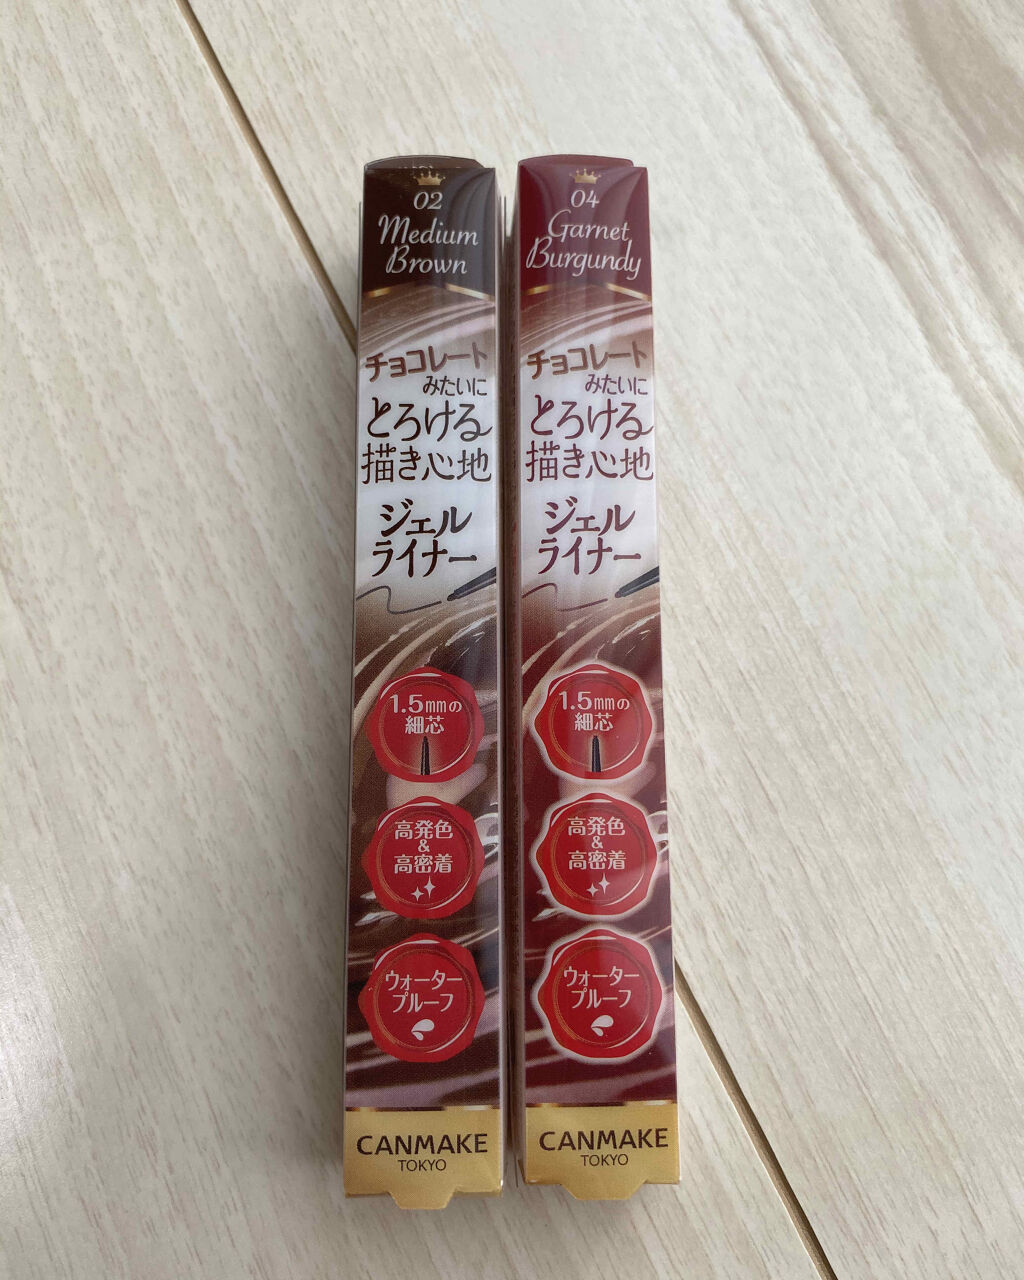 02
Medium
Brown
チョコレート
みたいに
とろける
描き心地
ジェル
ライナー
1.5mmの
細芯
高発色
&
高密着
ウォーター
プルーフ
CANMAKE
TOKYO
04
Garnet
Burgundy
チョコレート
みたいに
とろける
描き心地
ジェル
ライナー
1.5mmの
細芯
高発色
&
高密着
ウォーター
プルーフ
CANMAKE
TOKYO